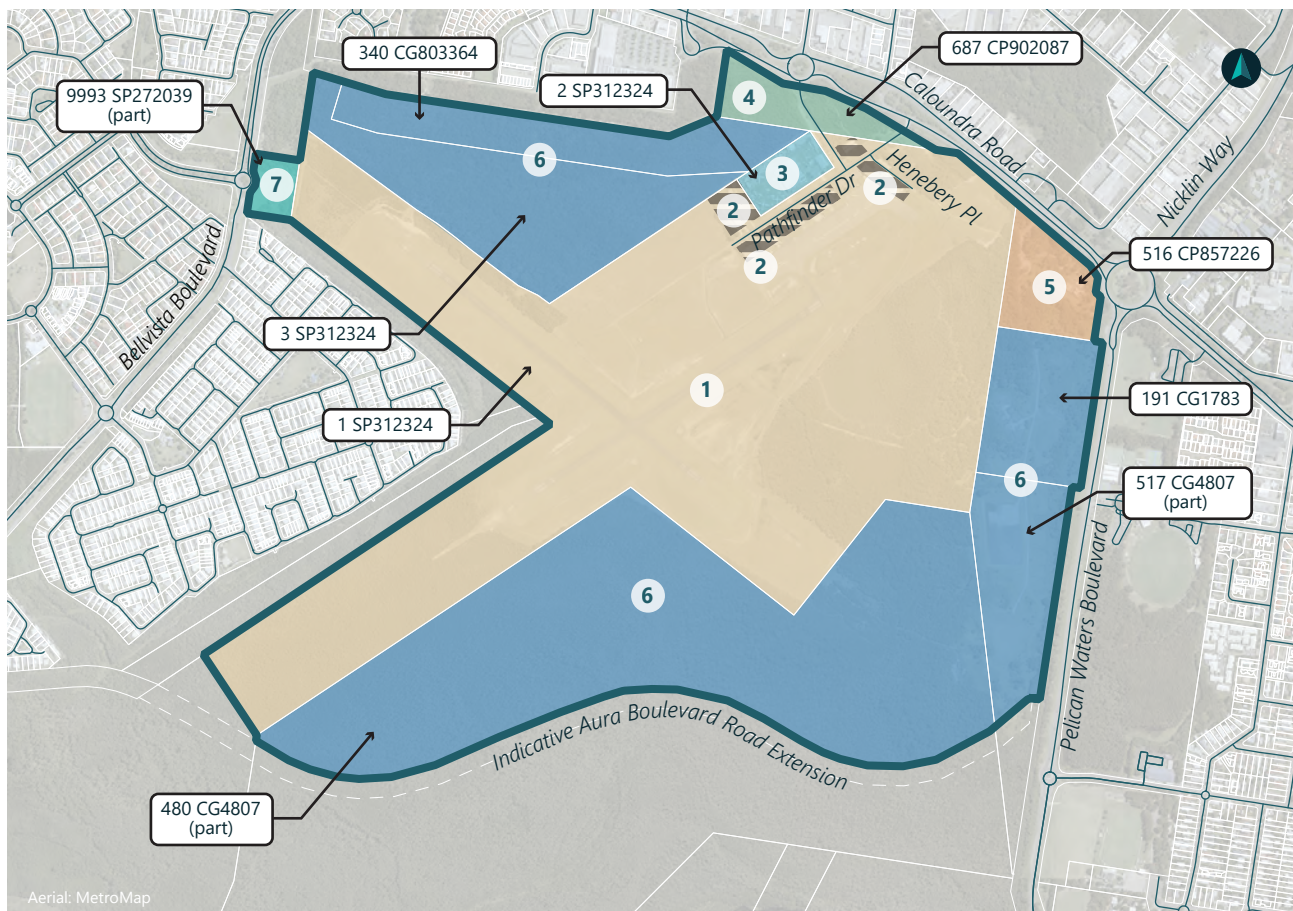 340 CG803364
687 CP902087
9993 SP272039
(part)
2 SP312324
4
Caloundra Road
6
3
7
Henebery Pl
Nicklin Way
2
2
Pathfinder Dr
2
516 CP857226
5
Bellvista Boulevard
3 SP312324
1
191 CG1783
1 SP312324
6
517 CG4807
(part)
6
Pelican Waters Boulevard
Indicative Aura Boulevard Road Extension
480 CG4807
(part)
Aerial: MetroMap